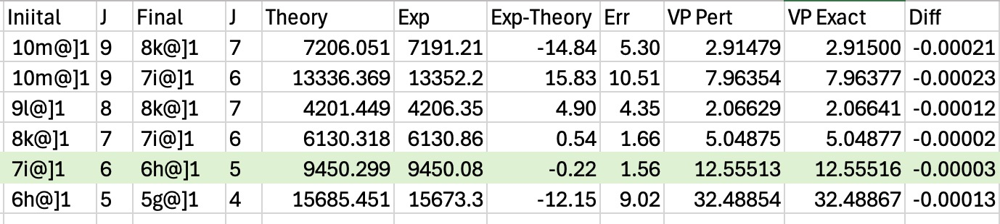 Iniital J Final J Theory Exp Exp-Theory Err VP Pert VP Exact Diff
10m@]1 9 8k@]1 7 7206.051 7191.21 -14.84 5.30 2.91479 2.91500 -0.00021
10m@]1 9 7i@]1 6 13336.369 13352.2 15.83 10.51 7.96354 7.96377 -0.00023
9l@]1 8 8k@]1 7 4201.449 4206.35 4.90 4.35 2.06629 2.06641 -0.00012
8k@]1 7 7i@]1 6 6130.318 6130.86 0.54 1.66 5.04875 5.04877 -0.00002
7i@]1 6 6h@]1 5 9450.299 9450.08 -0.22 1.56 12.55513 12.55516 -0.00003
6h@]1 5 5g@]1 4 15685.451 15673.3 -12.15 9.02 32.48854 32.48867 -0.00013